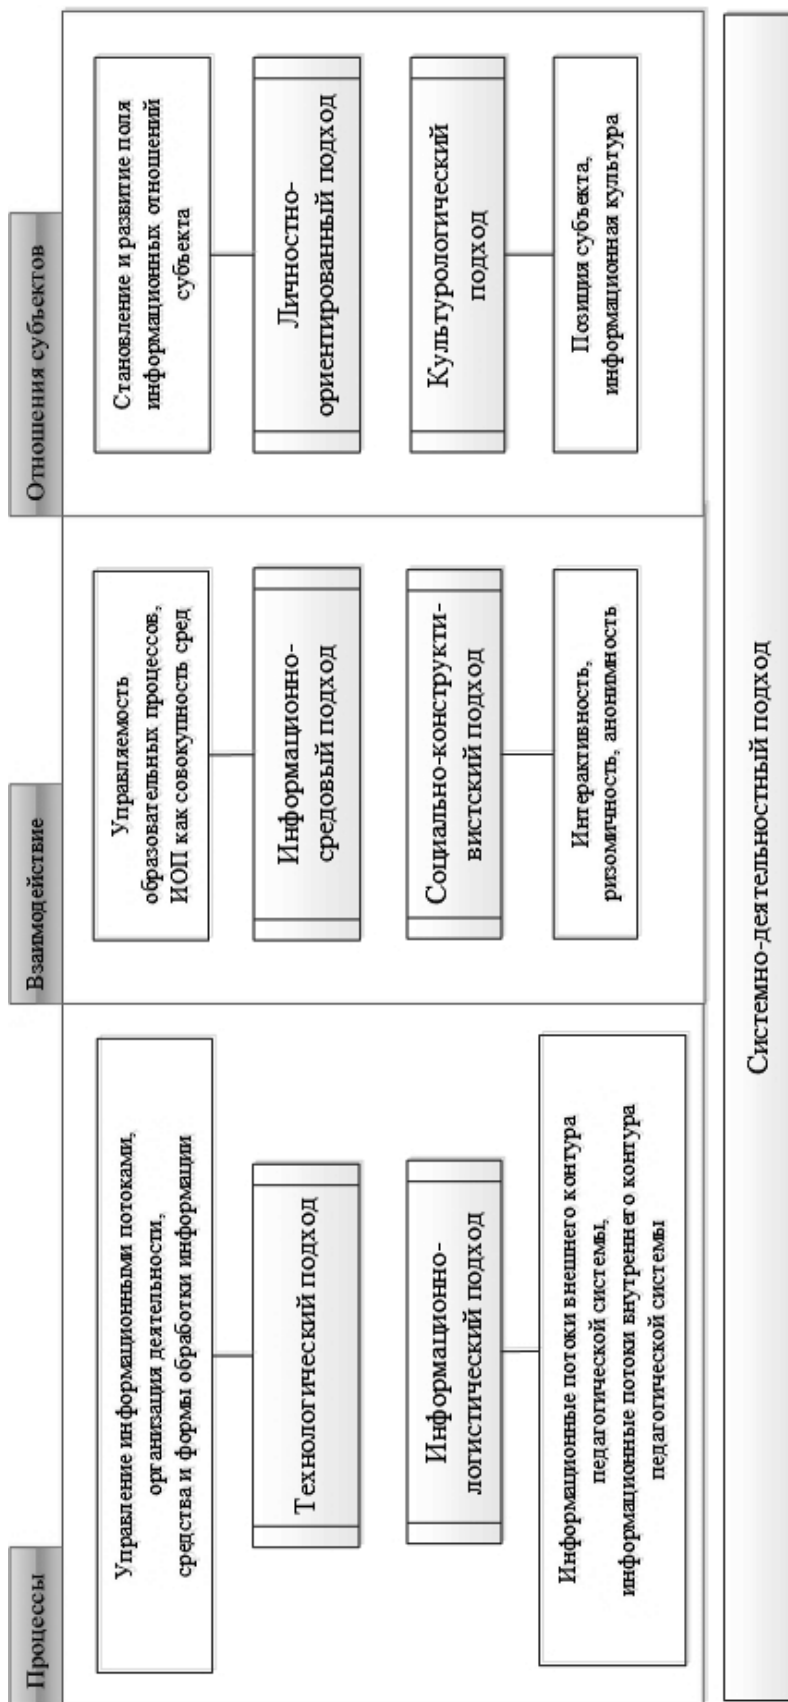 Процессы
Управление информационными потоками,
организация деятельности,
средства и формы обработки информации
Технологический подход
Информационно-
логистический подход
Информационные потоки внешнего контура
педагогической системы,
информационные потоки внутреннего контура
педагогической системы
Взаимодействие
Управляемость
образовательных процессов,
ИОП как совокупность сред
Информационно-
средовый подход
Социально-конструкти-
вистский подход
Интерактивность,
ризомичность, анонимность
Отношения субъектов
Становление и развитие поля
информационных отношений
субъекта
Личностно-
ориентированный подход
Культурологический
подход
Позиция субъекта,
информационная культура
Системно-деятельностный подход